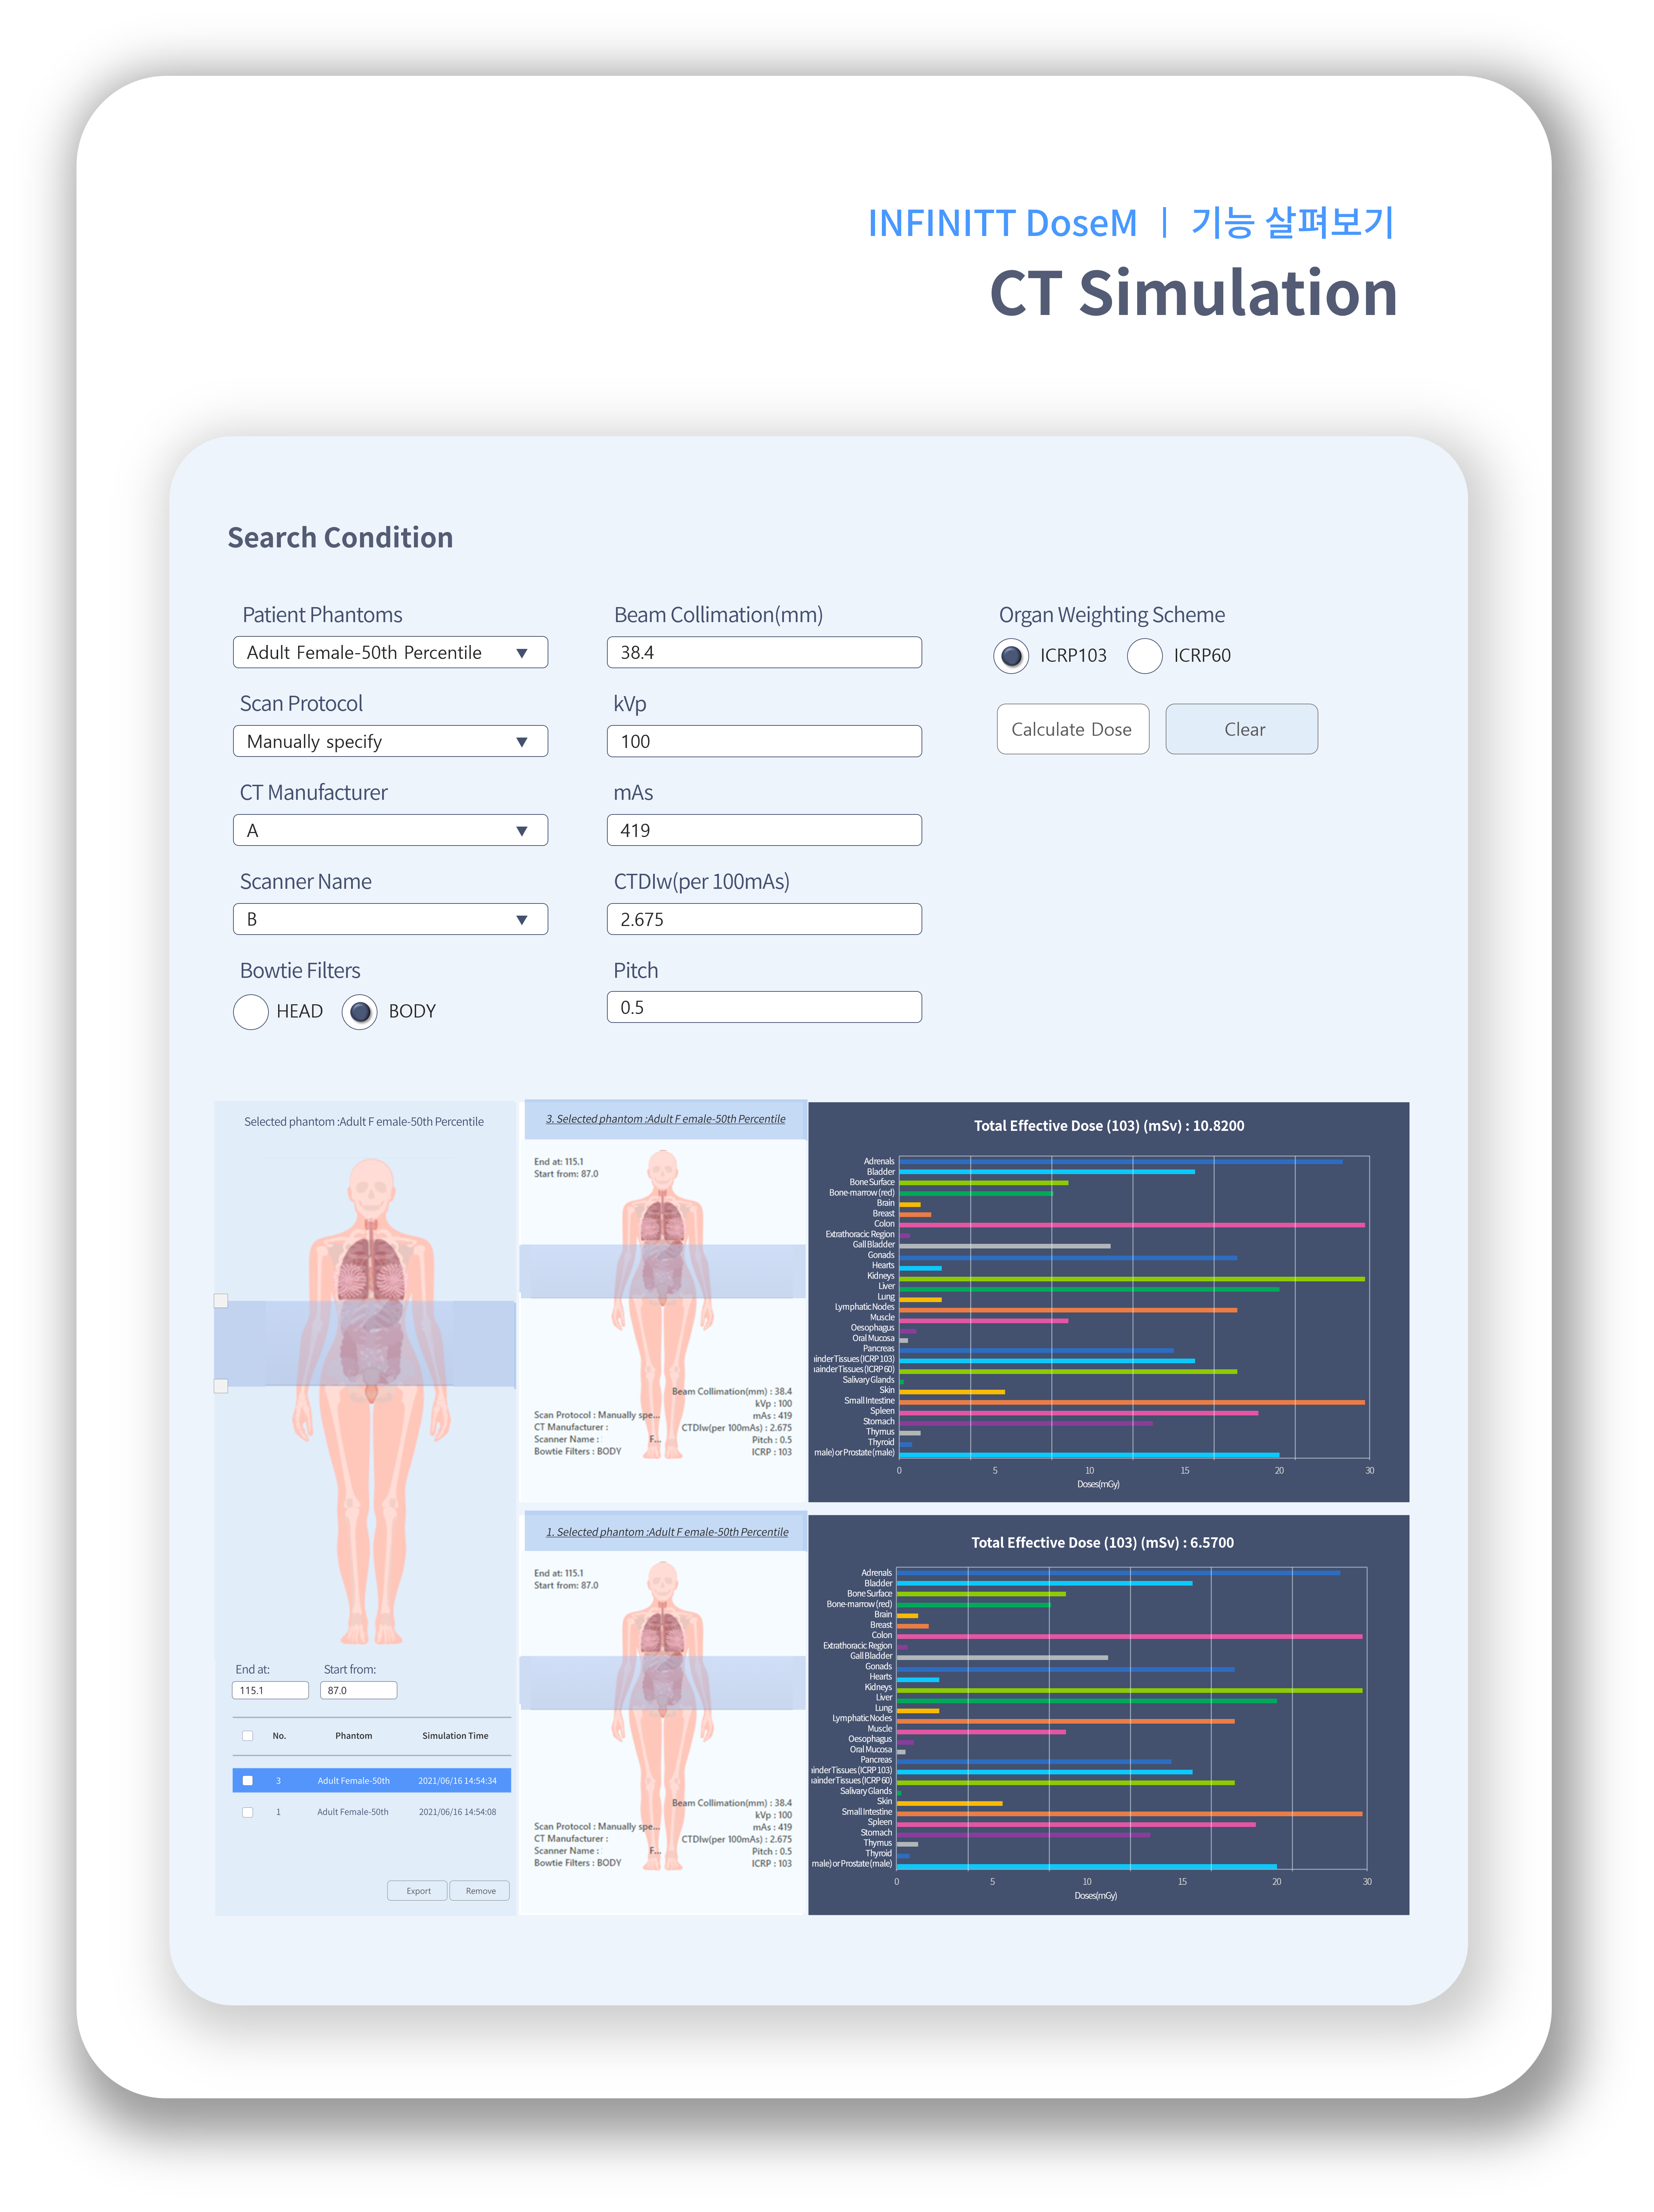 INFINITT DoseM | 기능 살펴보기
CT Simulation
Search Condition
Patient Phantoms
Adult Female-50th Percentile
Scan Protocol
Manually specify
CT Manufacturer
A
Scanner Name
B
Bowtie Filters
HEAD BODY
Beam Collimation(mm)
38.4
kVp
100
mAs
419
CTDIw(per 100mAs)
2.675
Pitch
0.5
Organ Weighting Scheme
ICRP103 ICRP60
Calculate Dose Clear
Selected phantom :Adult F emale-50th Percentile
End at: Start from:
115.1 87.0
No. Phantom Simulation Time
3 Adult Female-50th 2021/06/16 14:54:34
1 Adult Female-50th 2021/06/16 14:54:08
Export Remove
3. Selected phantom :Adult F emale-50th Percentile
End at: 115.1
Start from: 87.0
Beam Collimation(mm) : 38.4
kVp : 100
Scan Protocol : Manually spe... mAs : 419
CT Manufacturer : CTDIw(per 100mAs) : 2.675
Scanner Name : F... Pitch : 0.5
Bowtie Filters : BODY ICRP : 103
Total Effective Dose (103) (mSv) : 10.8200
Adrenals
Bladder
Bone Surface
Bone-marrow (red)
Brain
Breast
Colon
Extrathoracic Region
Gall Bladder
Gonads
Hearts
Kidneys
Liver
Lung
Lymphatic Nodes
Muscle
Oesophagus
Oral Mucosa
Pancreas
inder Tissues (ICRP 103)
ainder Tissues (ICRP 60)
Salivary Glands
Skin
Small Intestine
Spleen
Stomach
Thymus
Thyroid
male) or Prostate (male)
0 5 10 15 20 30
Doses(mGy)
1. Selected phantom :Adult F emale-50th Percentile
End at: 115.1
Start from: 87.0
Beam Collimation(mm) : 38.4
kVp : 100
Scan Protocol : Manually spe... mAs : 419
CT Manufacturer : CTDIw(per 100mAs) : 2.675
Scanner Name : F... Pitch : 0.5
Bowtie Filters : BODY ICRP : 103
Total Effective Dose (103) (mSv) : 6.5700
Adrenals
Bladder
Bone Surface
Bone-marrow (red)
Brain
Breast
Colon
Extrathoracic Region
Gall Bladder
Gonads
Hearts
Kidneys
Liver
Lung
Lymphatic Nodes
Muscle
Oesophagus
Oral Mucosa
Pancreas
inder Tissues (ICRP 103)
ainder Tissues (ICRP 60)
Salivary Glands
Skin
Small Intestine
Spleen
Stomach
Thymus
Thyroid
male) or Prostate (male)
0 5 10 15 20 30
Doses(mGy)